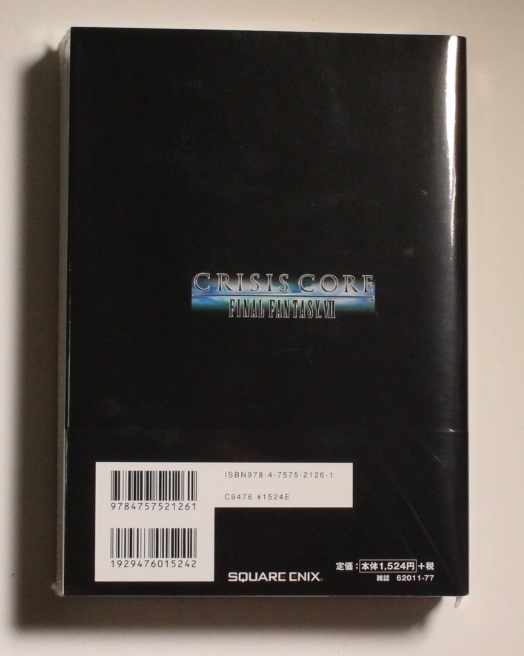 CRISIS CORE
FINAL FANTASY VII
ISBN978-4-7575-2126-1
C9476 ¥1524E
9784757521261
1929476015242
SQUARE ENIX
定価：本体1,524円+税
雑誌 62011-77